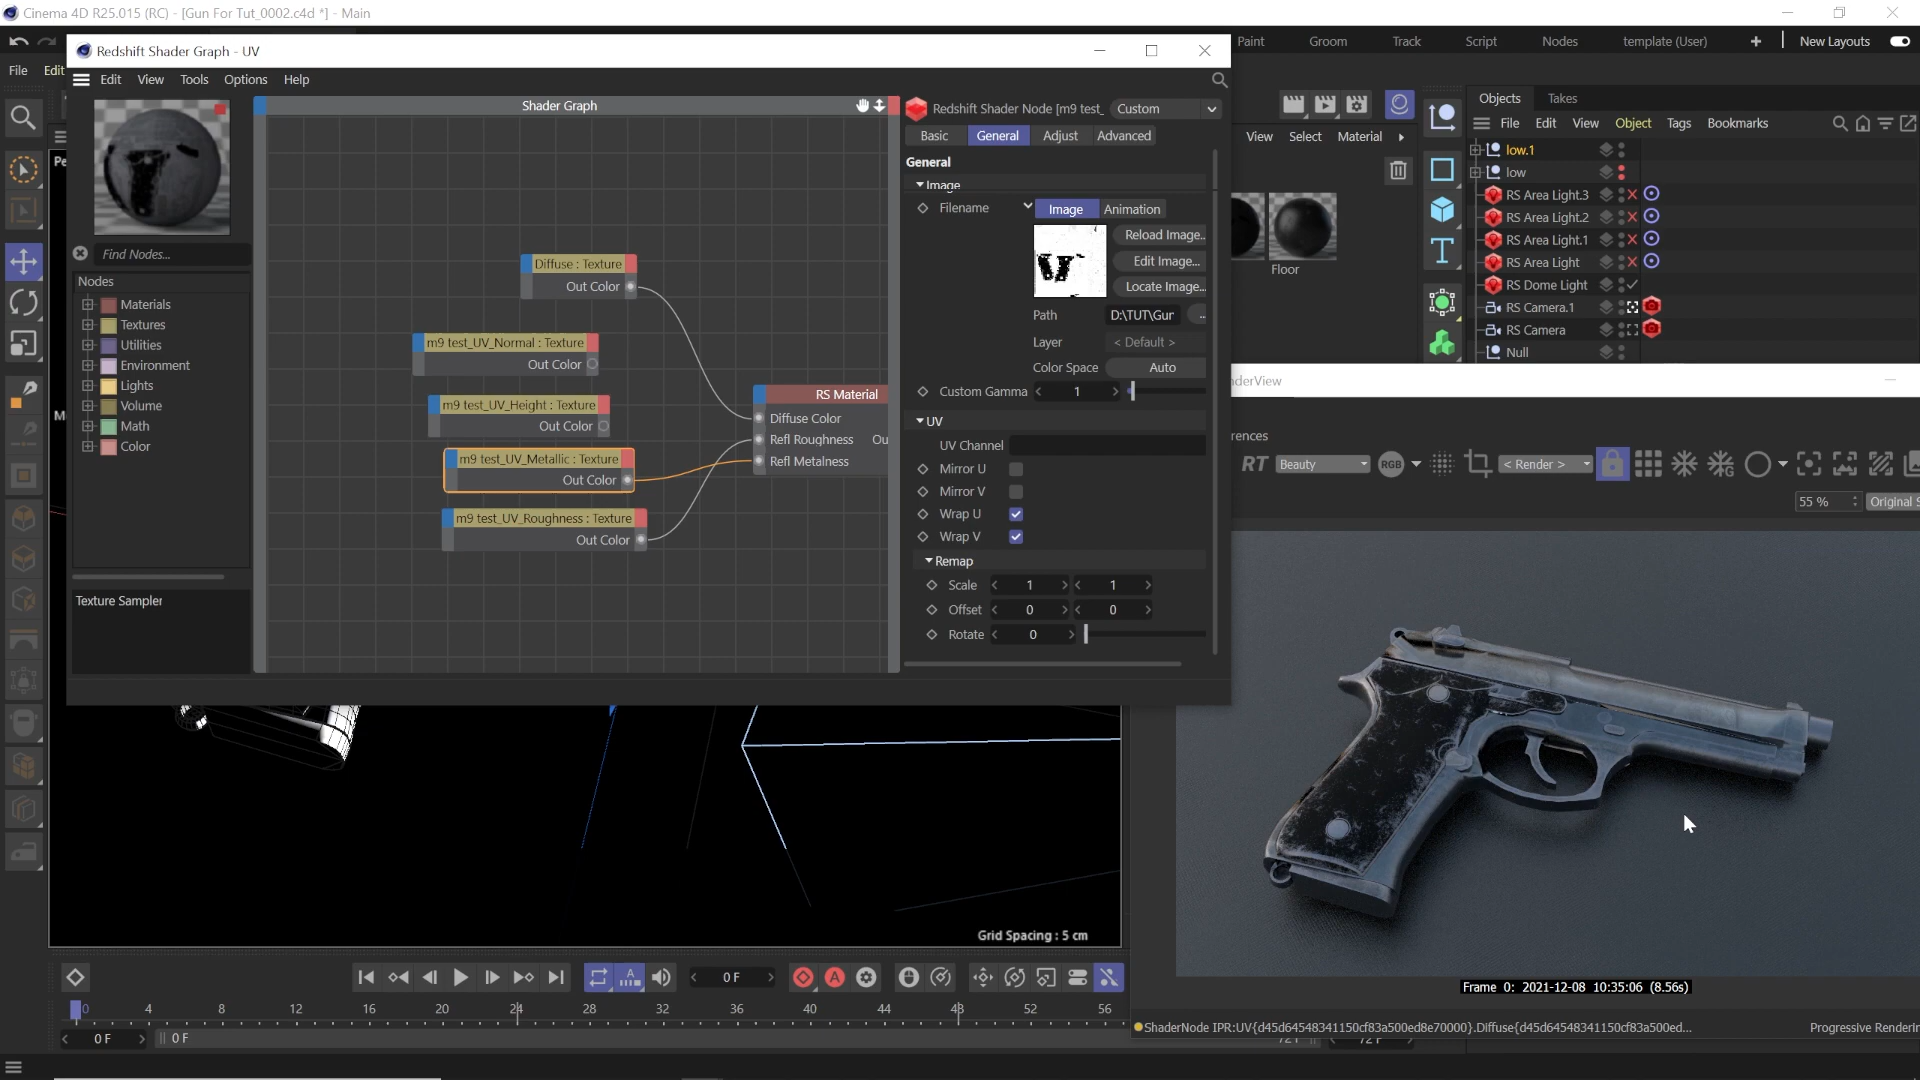 Cinema 4D R25.015 (RC) - [Gun For Tut_0002.c4d *] - Main
Paint Groom Track Script Nodes template (User) + New Layouts
File Edit
Redshift Shader Graph - UV
Edit View Tools Options Help
Shader Graph
Find Nodes...
Nodes
Materials
Textures
Utilities
Environment
Lights
Volume
Math
Color
Texture Sampler
Diffuse : Texture
Out Color
m9 test_UV_Normal : Texture
Out Color
m9 test_UV_Height : Texture
Out Color
m9 test_UV_Metallic : Texture
Out Color
m9 test_UV_Roughness : Texture
Out Color
RS Material
Diffuse Color
Refl Roughness Ou
Refl Metalness
Redshift Shader Node [m9 test_ Custom
Basic General Adjust Advanced
General
Image
Filename Image Animation
Reload Image...
Edit Image...
Locate Image...
Path D:\TUT\Gur ..
Layer < Default >
Color Space Auto
Custom Gamma 1
UV
UV Channel
Mirror U
Mirror V
Wrap U
Wrap V
Remap
Scale 1 1
Offset 0 0
Rotate 0
View Select Material
Floor
Objects Takes
File Edit View Object Tags Bookmarks
low.1
low
RS Area Light.3
RS Area Light.2
RS Area Light.1
RS Area Light
RS Dome Light
RS Camera.1
RS Camera
Null
derView
rences
RT Beauty RGB < Render >
55 % Original S
Pe
M
Grid Spacing : 5 cm
0 F
0 4 8 12 16 20 24 28 32 36 40 44 48 52 56
0 F 0 F 72 F 72 F
Frame 0: 2021-12-08 10:35:06 (8.56s)
ShaderNode IPR:UV{d45d64548341150cf83a500ed8e70000}.Diffuse{d45d64548341150cf83a500ed...
Progressive Renderin